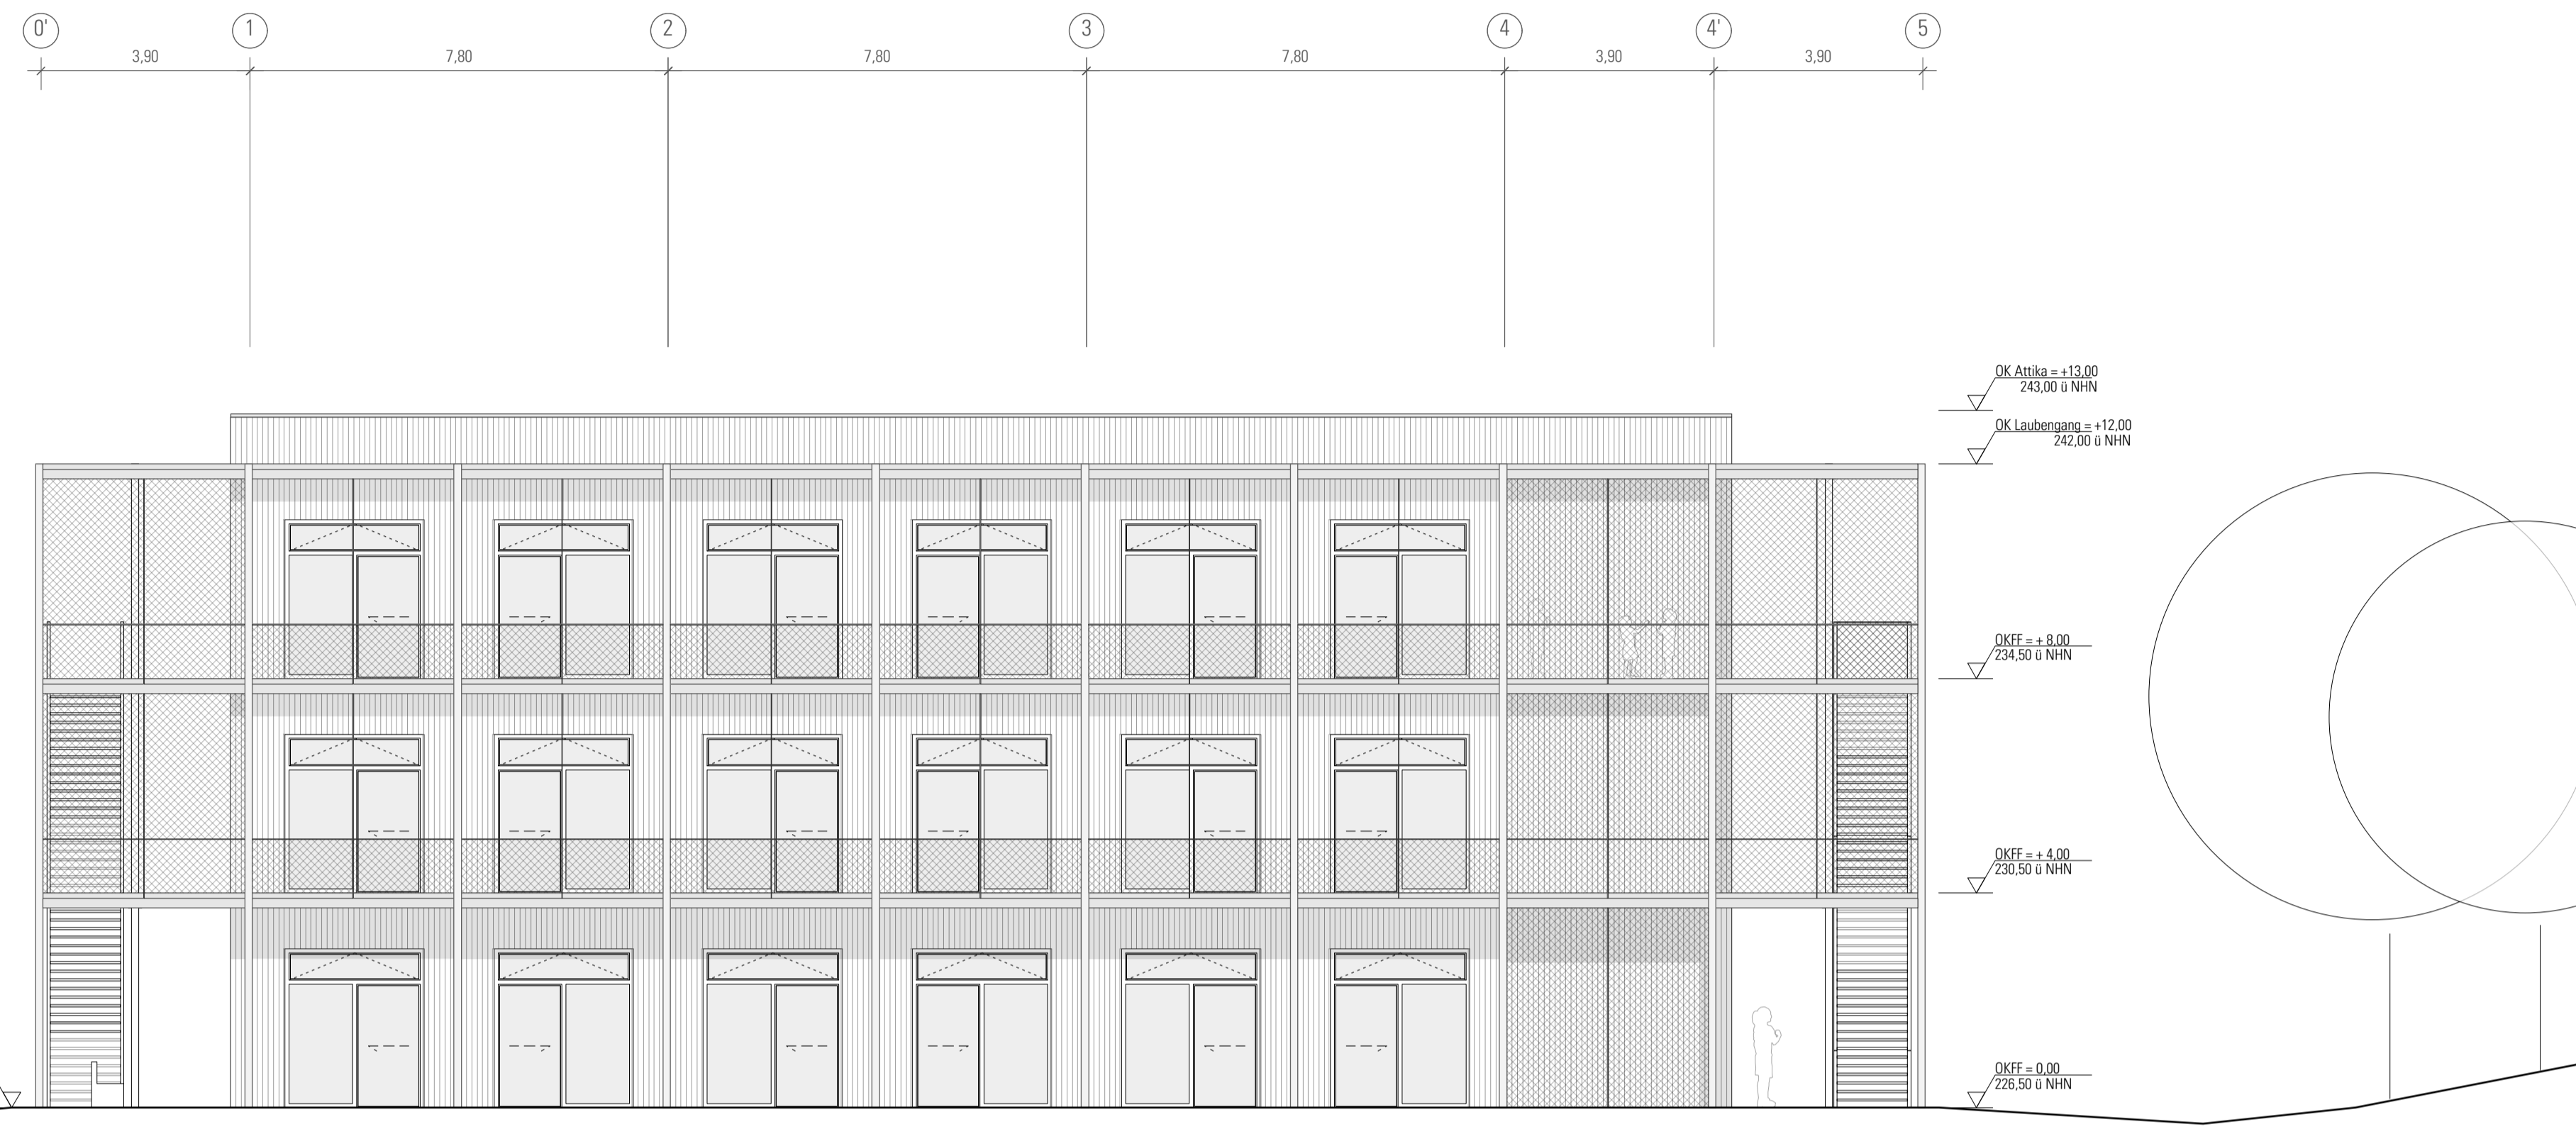 0' 1 2 3 4 4' 5
3,90 7,80 7,80 7,80 3,90 3,90
OK Attika = +13,00
243,00 ü NHN
OK Laubengang = +12,00
242,00 ü NHN
OKFF = + 8,00
234,50 ü NHN
OKFF = + 4,00
230,50 ü NHN
OKFF = 0,00
226,50 ü NHN